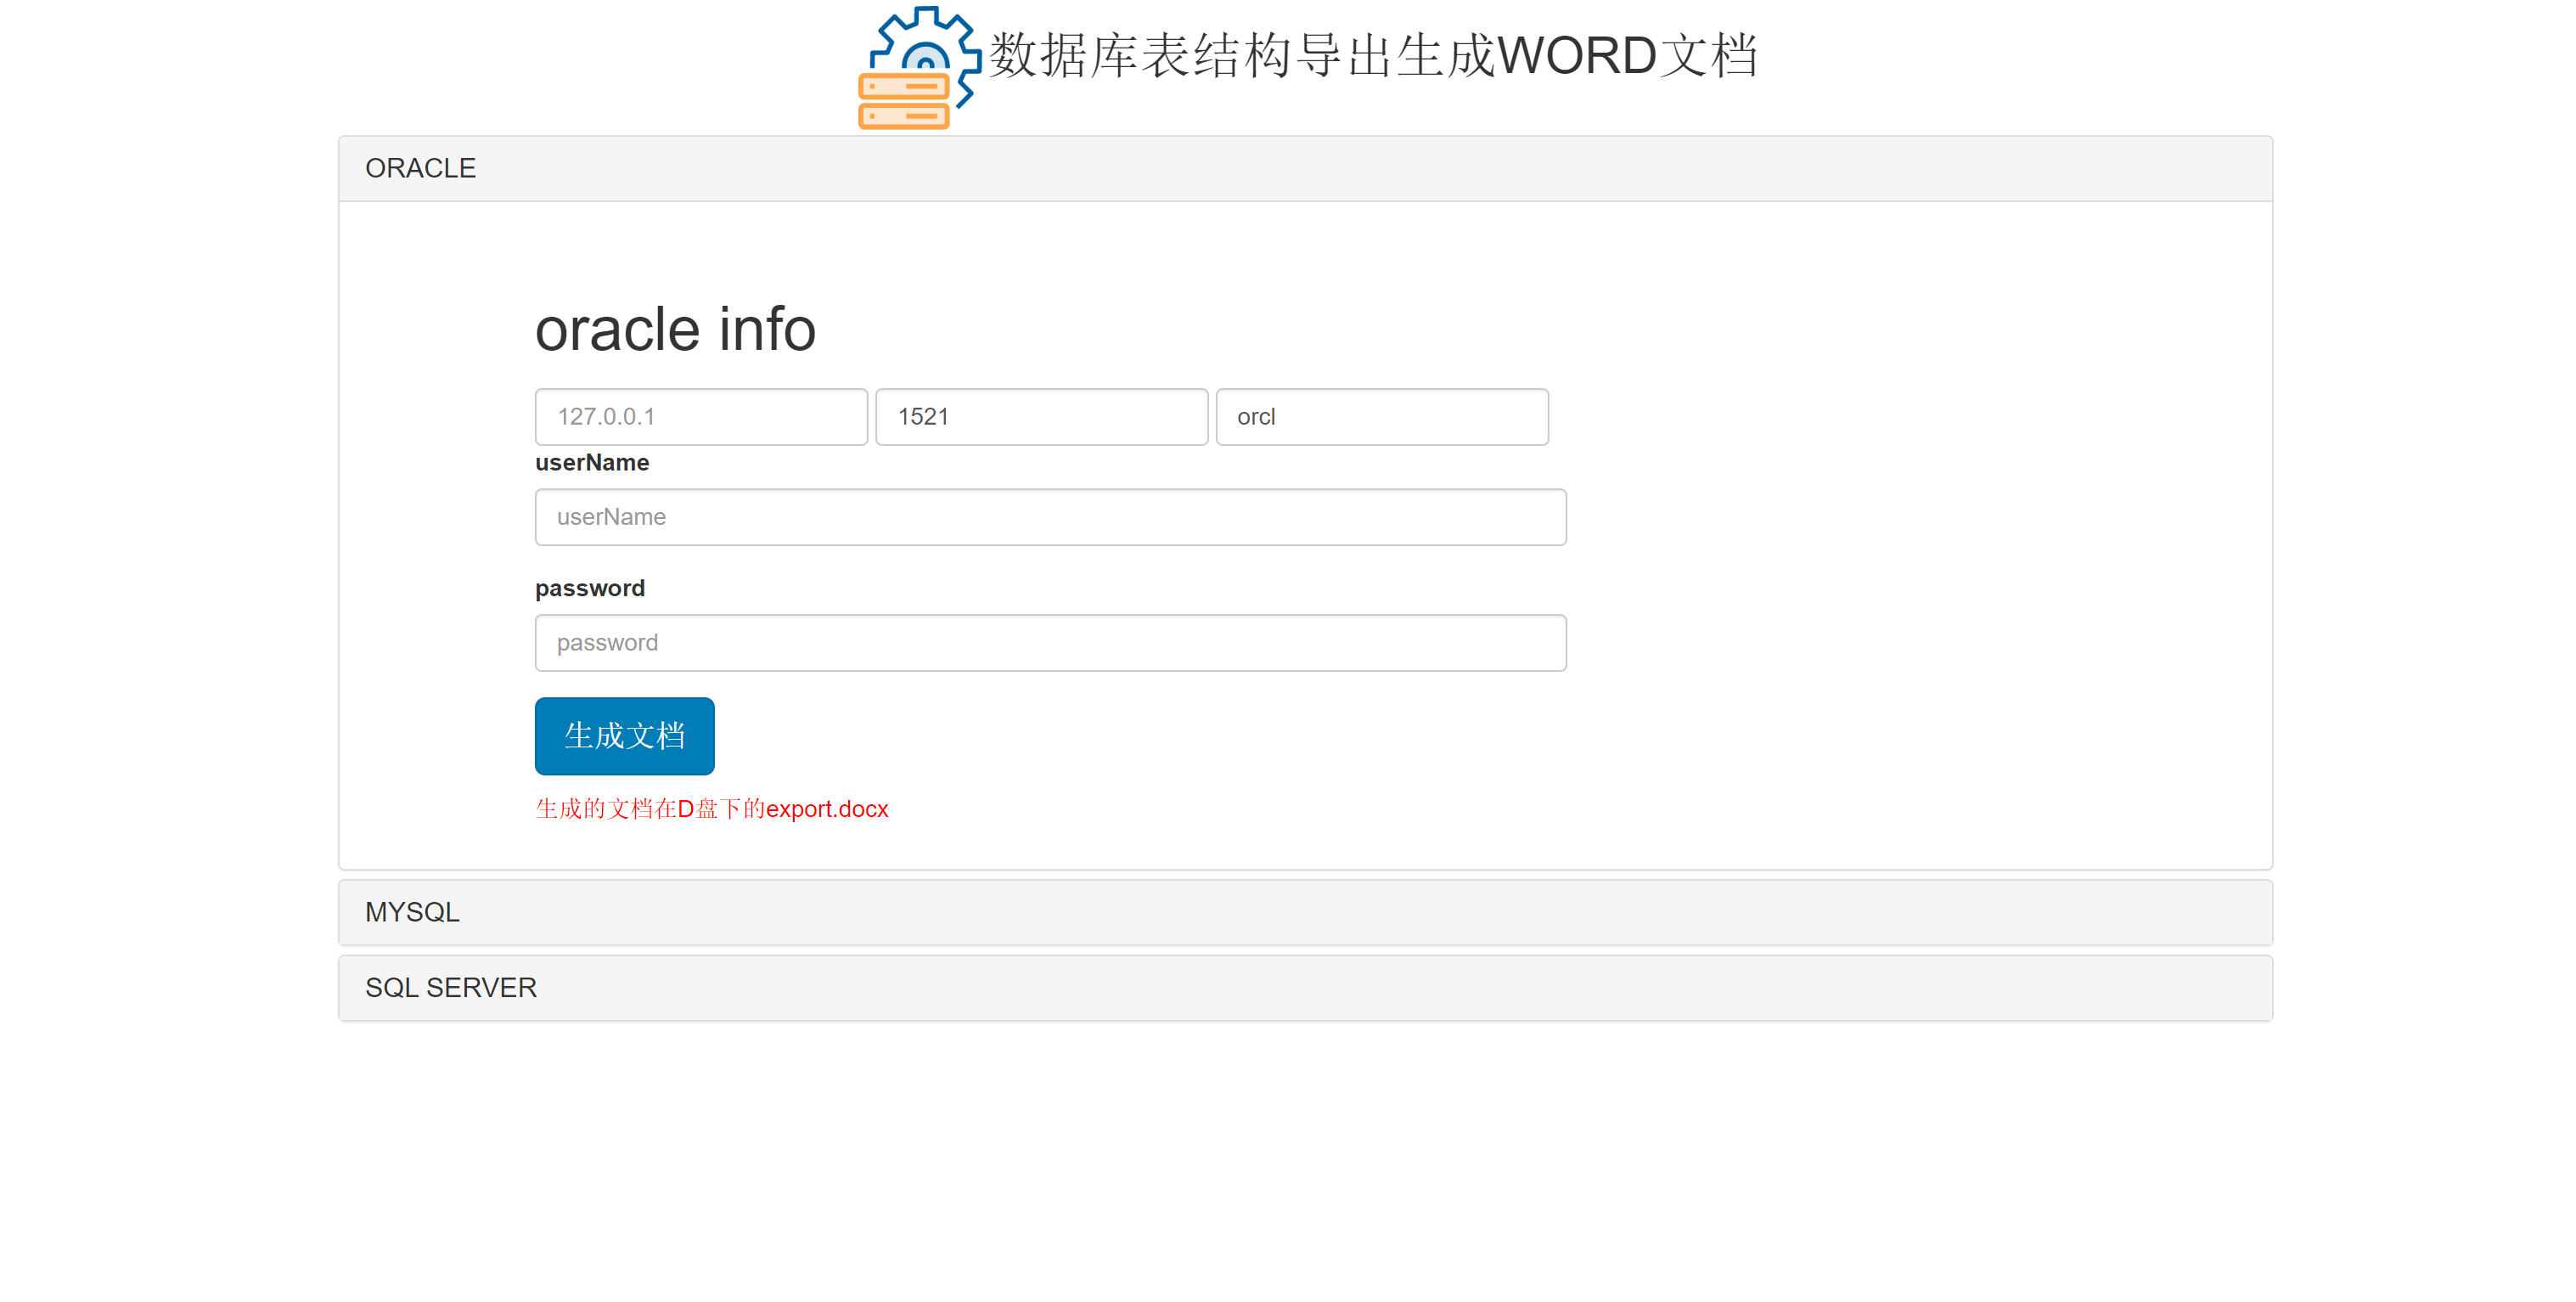 数据库表结构导出生成WORD文档
ORACLE
oracle info
127.0.0.1 1521 orcl
userName
userName
password
password
生成文档
生成的文档在D盘下的export.docx
MYSQL
SQL SERVER